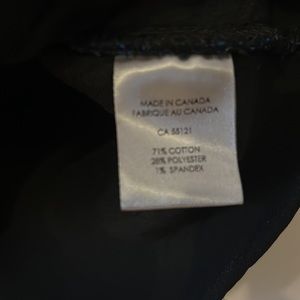 MADE IN CANADA
FABRIQUE AU CANADA
CA 55121
71% COTTON
28% POLYESTER
1% SPANDEX